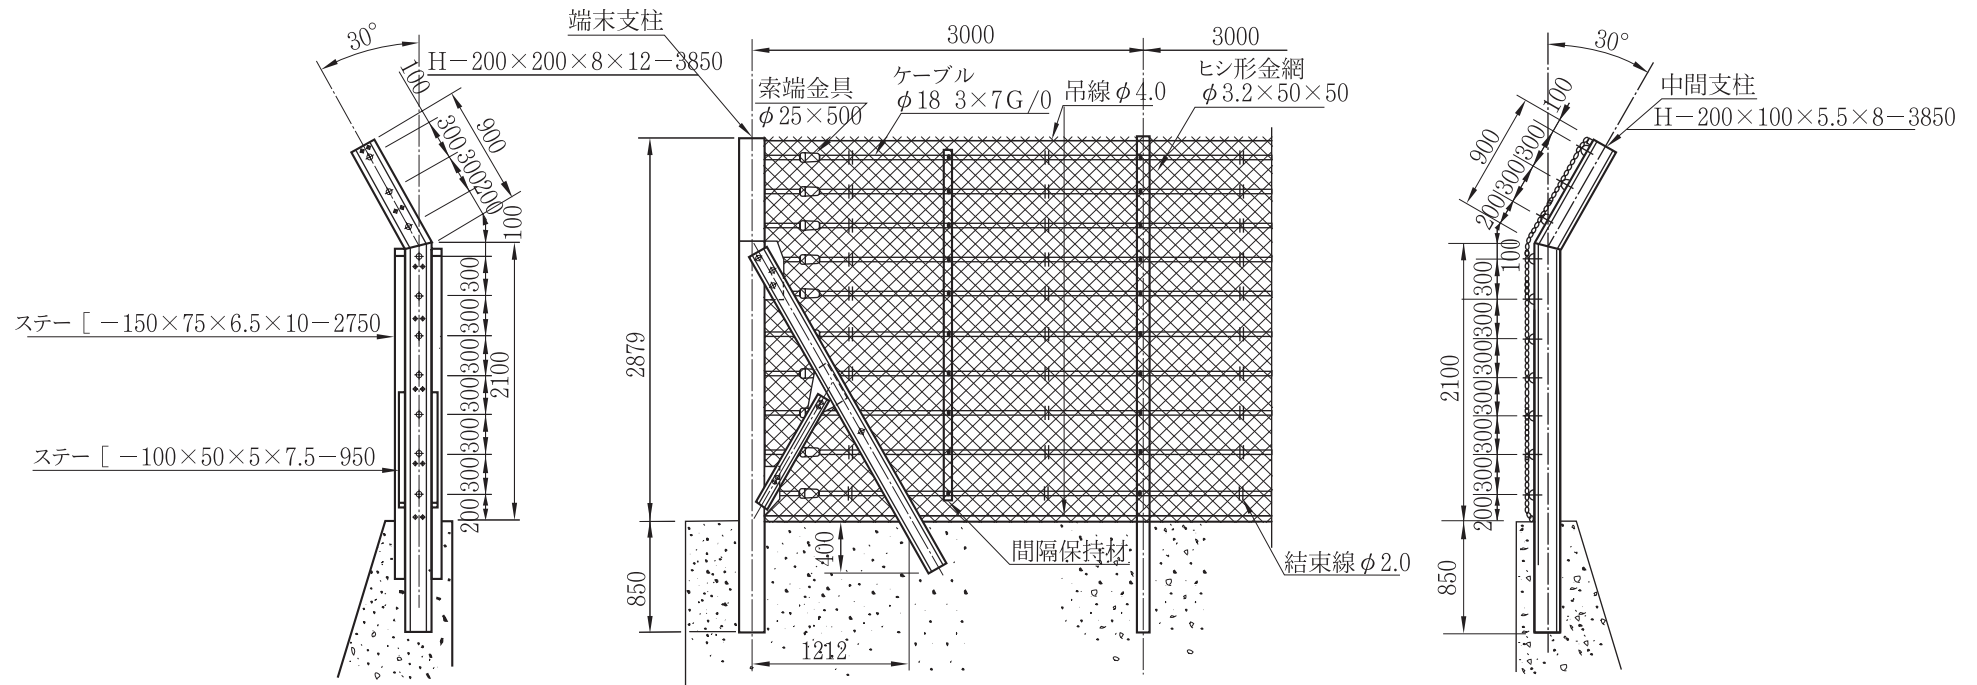 端末支柱
H－200×200×8×12－3850
30°
100
300
300
200
900
100
300
300
300
300
300
300
200
2100
ステー［－150×75×6.5×10－2750
ステー［－100×50×5×7.5－950
3000
3000
索端金具
φ25×500
ケーブル
φ18 3×7G/0
吊線φ4.0
ヒシ形金網
φ3.2×50×50
2879
850
400
1212
間隔保持材
結束線φ2.0
30°
中間支柱
H－200×100×5.5×8－3850
100
300
300
200
900
100
300
300
300
300
300
300
200
2100
850